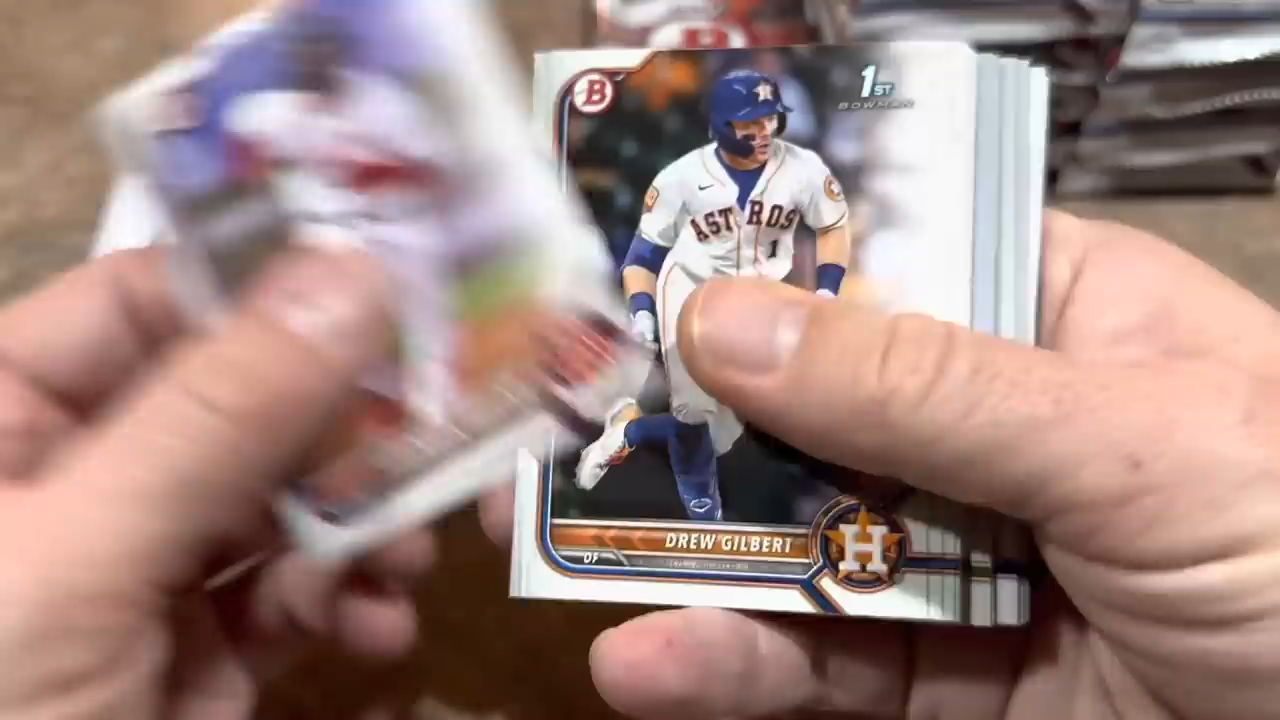 B
1ST
BOWMAN
ASTROS
1
DREW GILBERT
H
OF